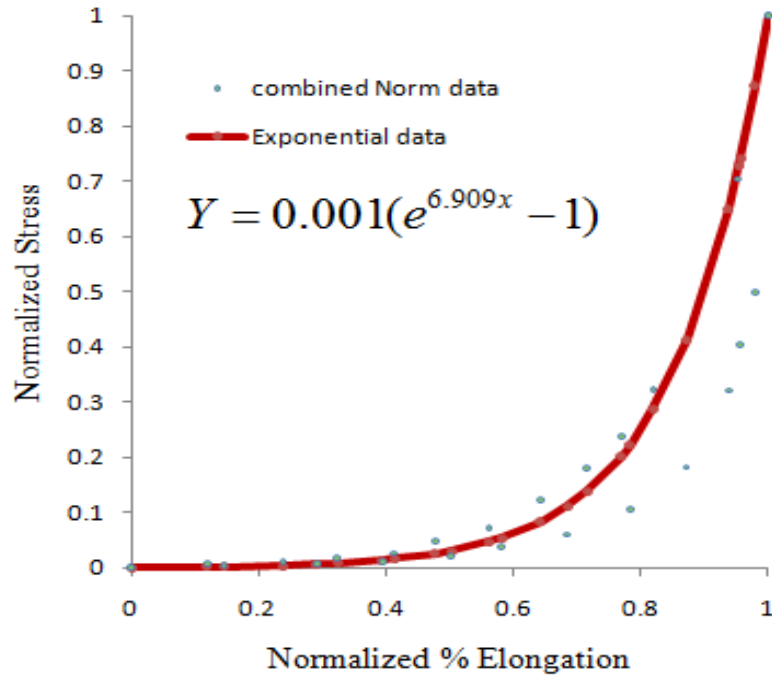 1
0.9
combined Norm data
0.8
Exponential data
0.7
Y = 0.001(e^{6.909x} − 1)
0.6
0.5
0.4
0.3
0.2
0.1
0
0 0.2 0.4 0.6 0.8 1
Normalized Stress
Normalized % Elongation